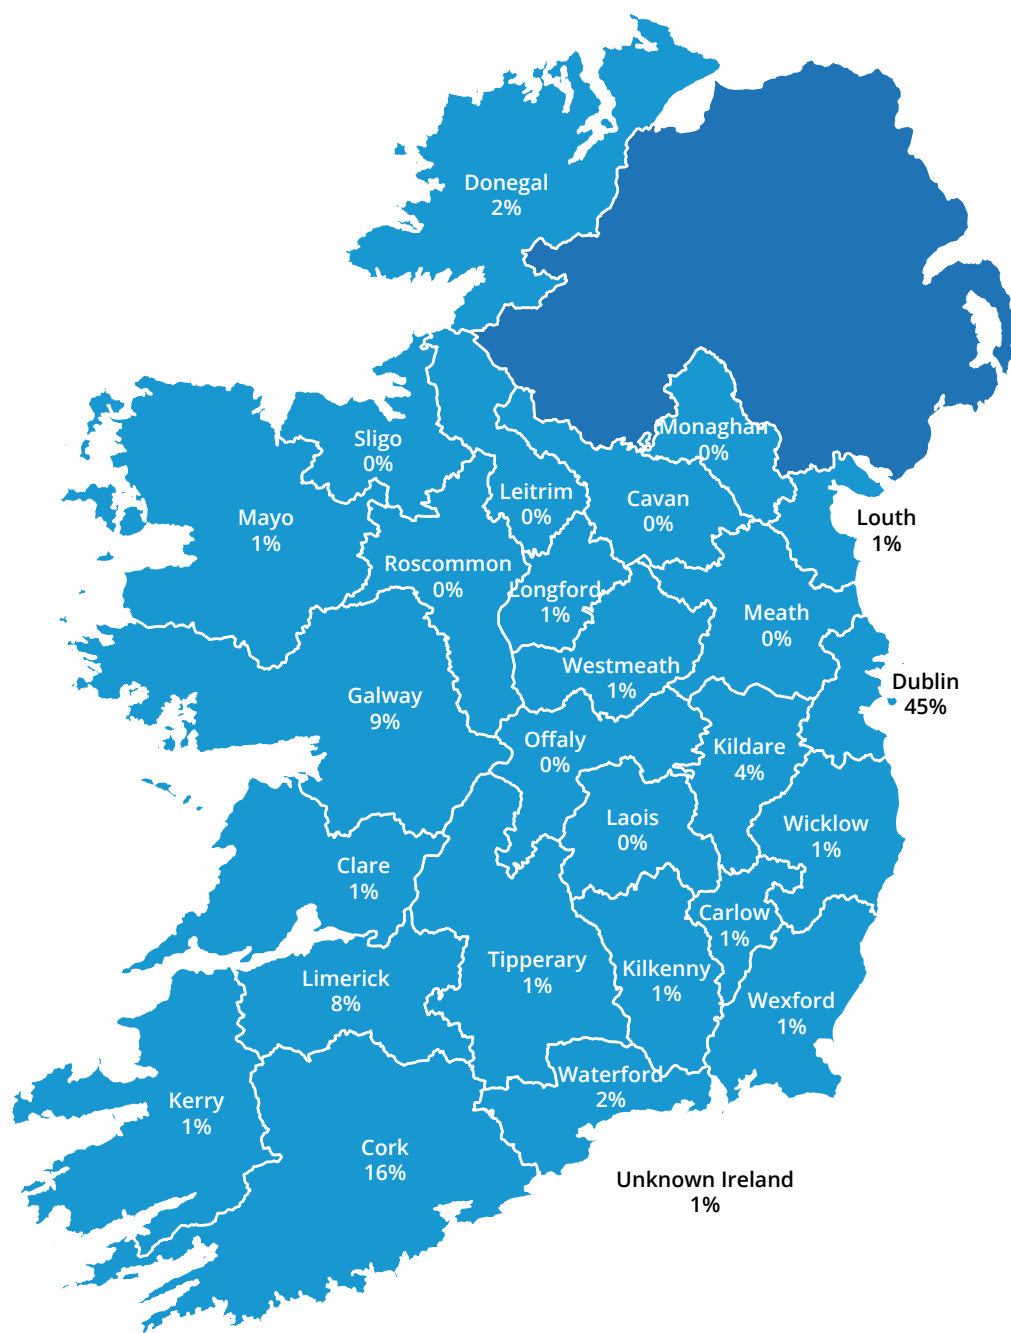 Donegal
2%
Monaghan
0%
Sligo
0%
Leitrim
0%
Cavan
0%
Mayo
1%
Louth
1%
Roscommon
0%
Longford
1%
Meath
0%
Westmeath
1%
Dublin
45%
Galway
9%
Offaly
0%
Kildare
4%
Laois
0%
Wicklow
1%
Clare
1%
Carlow
1%
Tipperary
1%
Kilkenny
1%
Limerick
8%
Wexford
1%
Waterford
2%
Kerry
1%
Cork
16%
Unknown Ireland
1%